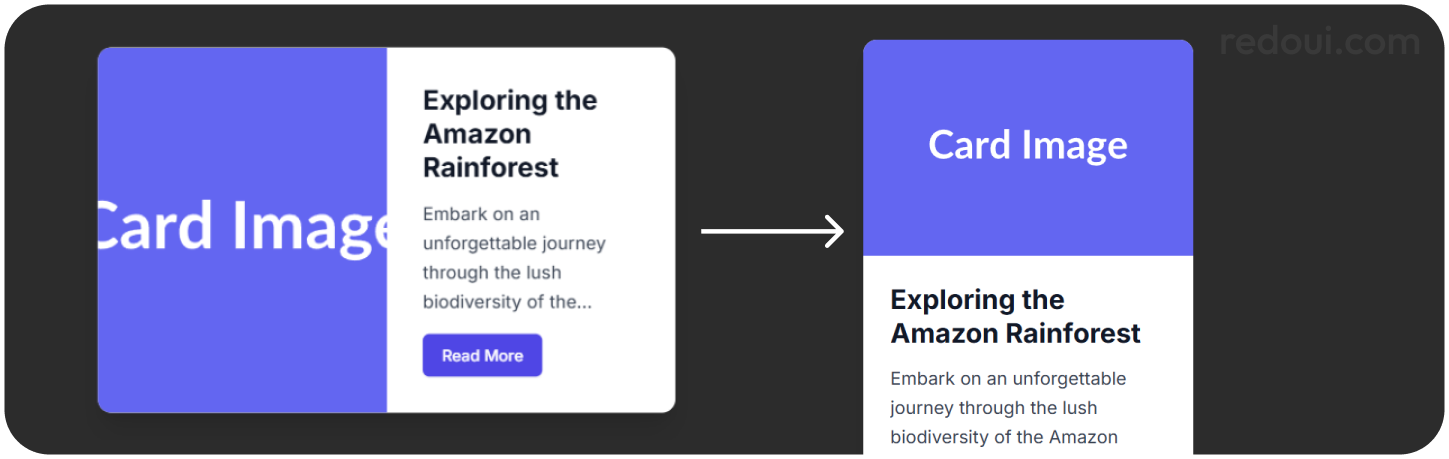 redoui.com
Card Image
Exploring the
Amazon
Rainforest
Embark on an
unforgettable journey
through the lush
biodiversity of the...
Read More
Card Image
Exploring the
Amazon Rainforest
Embark on an unforgettable
journey through the lush
biodiversity of the Amazon